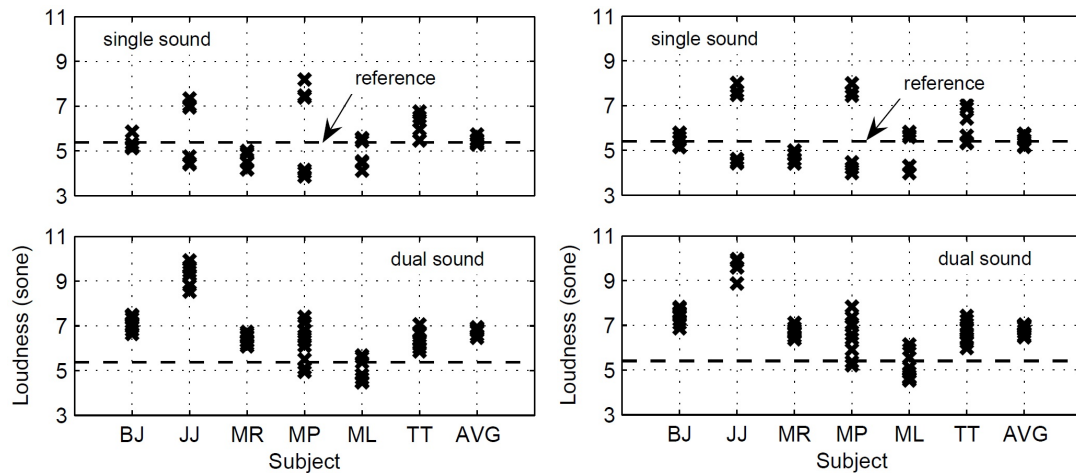 11
9
7
5
3
single sound
reference
11
9
7
5
3
dual sound
Loudness (sone)
BJ JJ MR MP ML TT AVG
Subject
11
9
7
5
3
single sound
reference
11
9
7
5
3
dual sound
Loudness (sone)
BJ JJ MR MP ML TT AVG
Subject